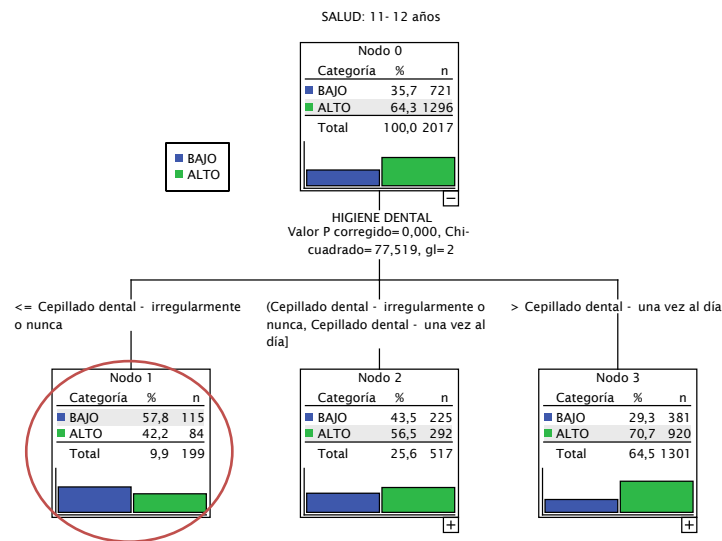 SALUD: 11- 12 años
Nodo 0
Categoría % n
BAJO 35,7 721
ALTO 64,3 1296
Total 100,0 2017
BAJO
ALTO
HIGIENE DENTAL
Valor P corregido=0,000, Chi-
cuadrado=77,519, gl=2
<= Cepillado dental - irregularmente
o nunca
(Cepillado dental - irregularmente o
nunca, Cepillado dental - una vez al
día]
> Cepillado dental - una vez al día
Nodo 1
Categoría % n
BAJO 57,8 115
ALTO 42,2 84
Total 9,9 199
Nodo 2
Categoría % n
BAJO 43,5 225
ALTO 56,5 292
Total 25,6 517
Nodo 3
Categoría % n
BAJO 29,3 381
ALTO 70,7 920
Total 64,5 1301